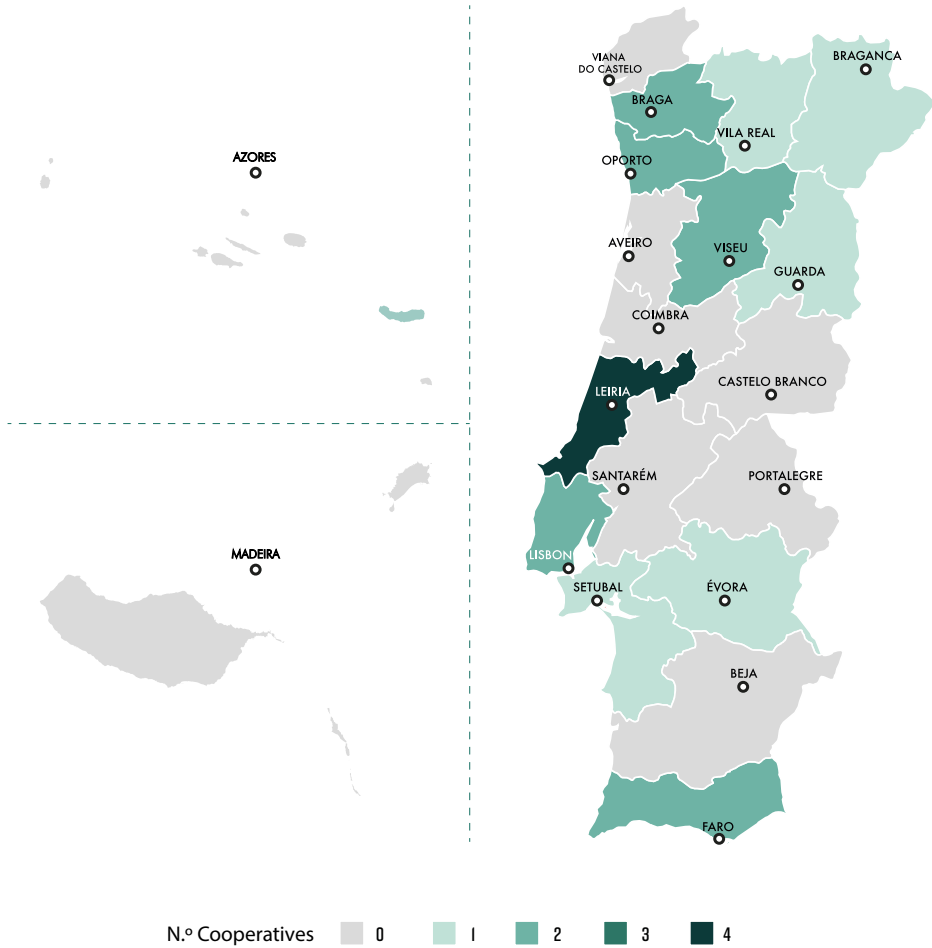 VIANA
DO CASTELO
BRAGANCA
BRAGA
VILA REAL
AZORES
OPORTO
AVEIRO
VISEU
GUARDA
COIMBRA
CASTELO BRANCO
LEIRIA
SANTARÉM
PORTALEGRE
MADEIRA
LISBON
SETUBAL
ÉVORA
BEJA
FARO
N.º Cooperatives 0 1 2 3 4